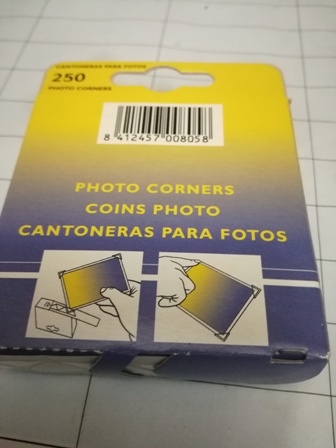 CANTONERAS PARA FOTOS
250
PHOTO CORNERS
8 412457 008058
PHOTO CORNERS
COINS PHOTO
CANTONERAS PARA FOTOS